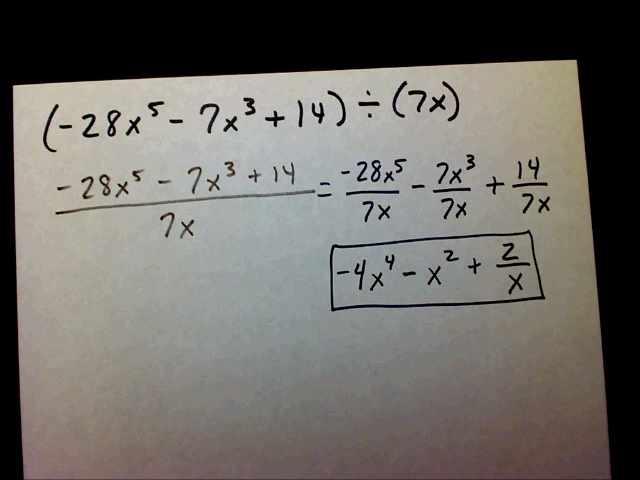 (-28x⁵ - 7x³ + 14) ÷ (7x)
(-28x⁵ - 7x³ + 14)/(7x) = (-28x⁵)/(7x) - (7x³)/(7x) + 14/(7x)
-4x⁴ - x² + 2/x